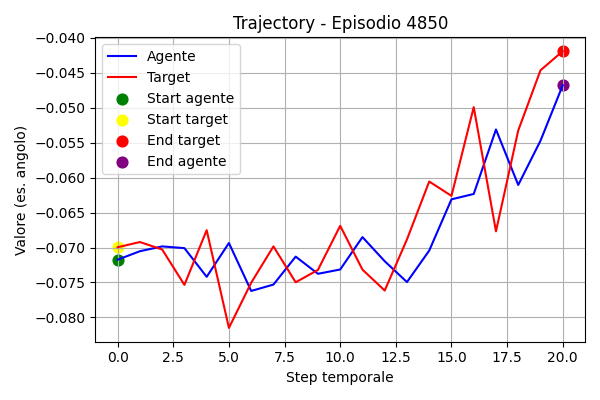 Trajectory - Episodio 4850
Agente
Target
Start agente
Start target
End target
End agente
Valore (es. angolo)
−0.040
−0.045
−0.050
−0.055
−0.060
−0.065
−0.070
−0.075
−0.080
0.0 2.5 5.0 7.5 10.0 12.5 15.0 17.5 20.0
Step temporale